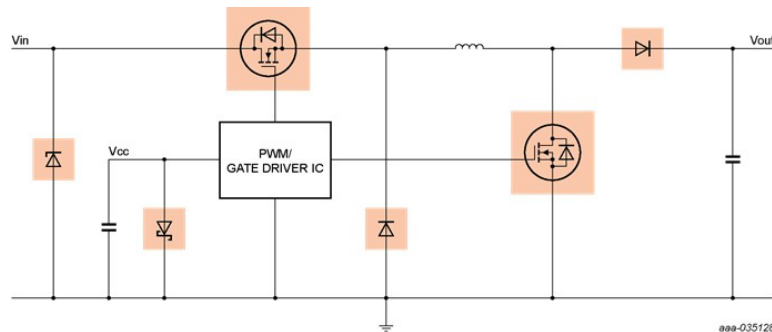 Vin
Vout
Vcc
PWM/
GATE DRIVER IC
aaa-035128